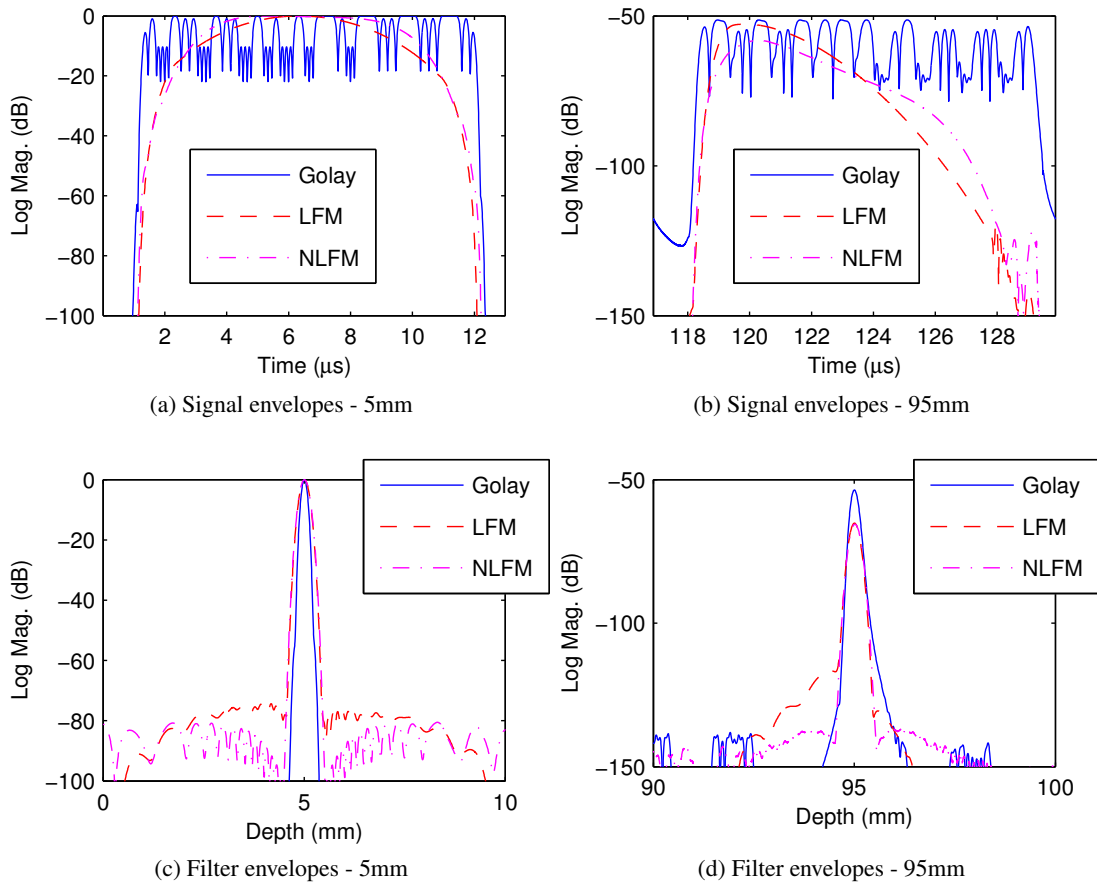 0
−20
−40
−60
−80
−100
Log Mag. (dB)
Golay
LFM
NLFM
2 4 6 8 10 12
Time (μs)
(a) Signal envelopes - 5mm
−50
−100
−150
Log Mag. (dB)
Golay
LFM
NLFM
118 120 122 124 126 128
Time (μs)
(b) Signal envelopes - 95mm
0
−20
−40
−60
−80
−100
Log Mag. (dB)
Golay
LFM
NLFM
0 5 10
Depth (mm)
(c) Filter envelopes - 5mm
−50
−100
−150
Log Mag. (dB)
Golay
LFM
NLFM
90 95 100
Depth (mm)
(d) Filter envelopes - 95mm